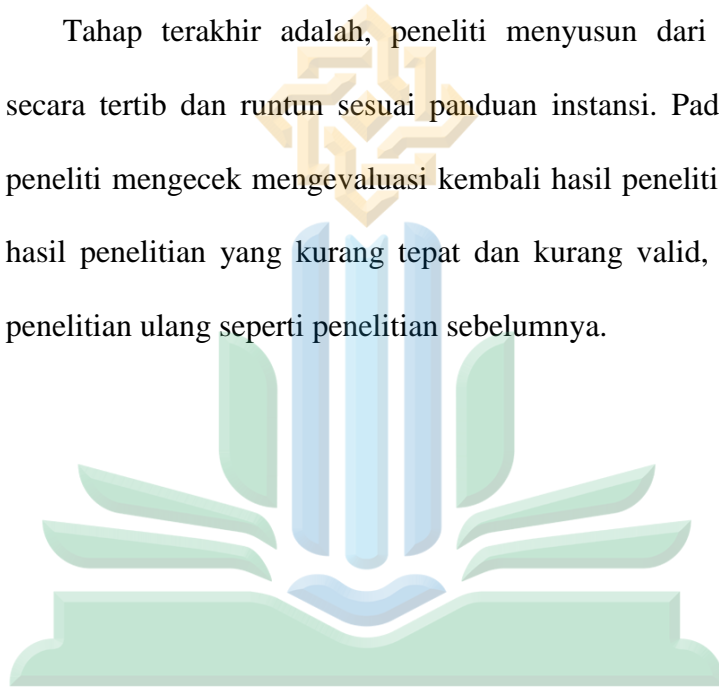 Tahap terakhir adalah, peneliti menyusun dari
secara tertib dan runtun sesuai panduan instansi. Pad
peneliti mengecek mengevaluasi kembali hasil peneliti
hasil penelitian yang kurang tepat dan kurang valid,
penelitian ulang seperti penelitian sebelumnya.